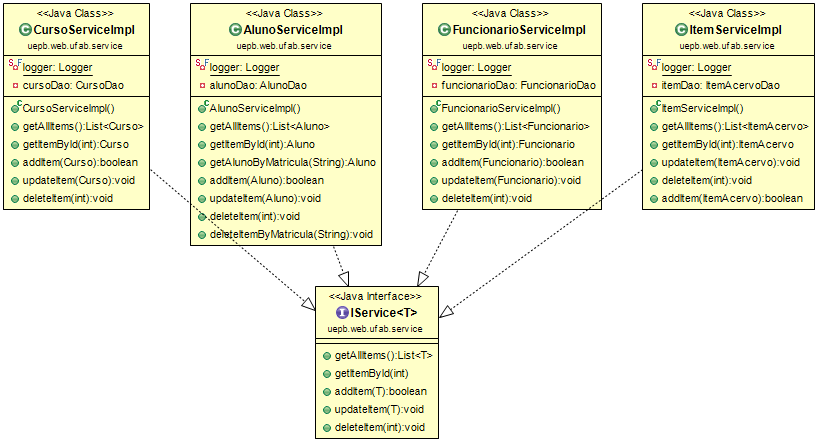 <<Java Class>>
CursoServiceImpl
uepb.web.ufab.service
logger: Logger
cursoDao: CursoDao
CursoServiceImpl()
getAllItems():List<Curso>
getItemById(int):Curso
addItem(Curso):boolean
updateItem(Curso):void
deleteItem(int):void
<<Java Class>>
AlunoServiceImpl
uepb.web.ufab.service
logger: Logger
alunoDao: AlunoDao
AlunoServiceImpl()
getAllItems():List<Aluno>
getItemById(int):Aluno
getAlunoByMatricula(String):Aluno
addItem(Aluno):boolean
updateItem(Aluno):void
deleteItem(int):void
deleteItemByMatricula(String):void
<<Java Class>>
FuncionarioServiceImpl
uepb.web.ufab.service
logger: Logger
funcionarioDao: FuncionarioDao
FuncionarioServiceImpl()
getAllItems():List<Funcionario>
getItemById(int):Funcionario
addItem(Funcionario):boolean
updateItem(Funcionario):void
deleteItem(int):void
<<Java Class>>
ItemServiceImpl
uepb.web.ufab.service
logger: Logger
itemDao: ItemAcervoDao
ItemServiceImpl()
getAllItems():List<ItemAcervo>
getItemById(int):ItemAcervo
updateItem(ItemAcervo):void
deleteItem(int):void
addItem(ItemAcervo):boolean
<<Java Interface>>
IService<T>
uepb.web.ufab.service
getAllItems():List<T>
getItemById(int)
addItem(T):boolean
updateItem(T):void
deleteItem(int):void